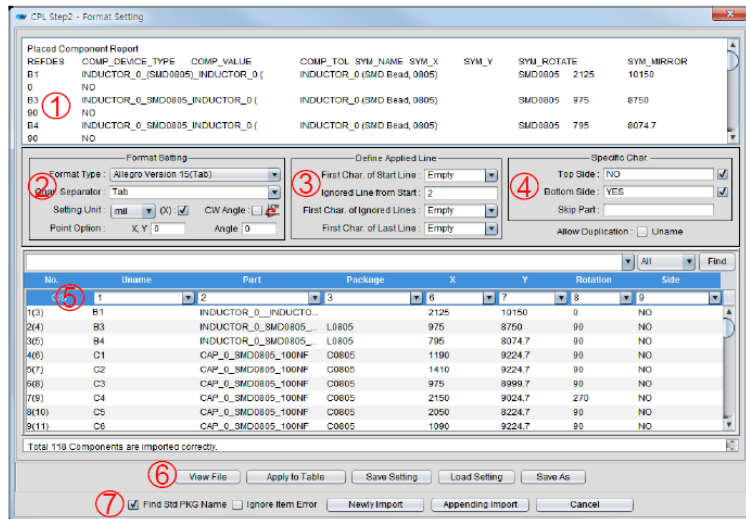 CPL Step2 - Format Setting
Placed Component Report
REFDES COMP_DEVICE_TYPE COMP_VALUE COMP_TOL SYM_NAME SYM_X SYM_Y SYM_ROTATE SYM_MIRROR
B1 INDUCTOR_0_(SMD0805)_INDUCTOR_0 ( INDUCTOR_0 (SMD Bead, 0805) SMD0805 2125 10150
0 NO
B3 INDUCTOR_0_SMD0805_INDUCTOR_0 ( INDUCTOR_0 (SMD Bead, 0805) SMD0805 975 8750
90 NO
①
B4 INDUCTOR_0_SMD0805_INDUCTOR_0 ( INDUCTOR_0 (SMD Bead, 0805) SMD0805 795 8074.7
90 NO
Format Setting
②
Format Type : Allegro Version 15(Tab)
Char. Separator : Tab
Setting Unit : mil (X) : CW Angle :
Point Option : X, Y 0 Angle 0
Define Applied Line
③
First Char. of Start Line : Empty
Ignored Line from Start : 2
First Char. of Ignored Lines : Empty
First Char. of Last Line : Empty
Specific Char.
④
Top Side : NO
Bottom Side : YES
Skip Part :
Allow Duplication : Uname
All Find
No. Uname Part Package X Y Rotation Side
⑤ 1 2 3 6 7 8 9
1(3) B1 INDUCTOR_0__INDUCTO... 2125 10150 0 NO
2(4) B3 INDUCTOR_0_SMD0805_... L0805 975 8750 90 NO
3(5) B4 INDUCTOR_0_SMD0805_... L0805 795 8074.7 90 NO
4(6) C1 CAP_0_SMD0805_100NF C0805 1190 9224.7 90 NO
5(7) C2 CAP_0_SMD0805_100NF C0805 1410 9224.7 90 NO
6(8) C3 CAP_0_SMD0805_100NF C0805 975 8999.7 90 NO
7(9) C4 CAP_0_SMD0805_100NF C0805 2150 9024.7 270 NO
8(10) C5 CAP_0_SMD0805_100NF C0805 2050 8224.7 90 NO
9(11) C6 CAP_0_SMD0805_100NF C0805 1090 9224.7 90 NO
Total 118 Components are imported correctly.
⑥ View File Apply to Table Save Setting Load Setting Save As
⑦ Find Std PKG Name Ignore Item Error Newly Import Appending Import Cancel